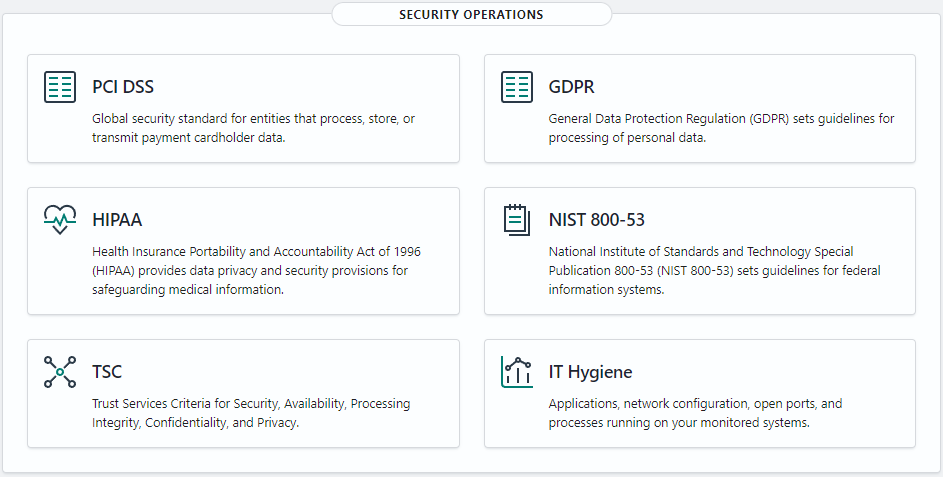 SECURITY OPERATIONS
PCI DSS
Global security standard for entities that process, store, or
transmit payment cardholder data.
GDPR
General Data Protection Regulation (GDPR) sets guidelines for
processing of personal data.
HIPAA
Health Insurance Portability and Accountability Act of 1996
(HIPAA) provides data privacy and security provisions for
safeguarding medical information.
NIST 800-53
National Institute of Standards and Technology Special
Publication 800-53 (NIST 800-53) sets guidelines for federal
information systems.
TSC
Trust Services Criteria for Security, Availability, Processing
Integrity, Confidentiality, and Privacy.
IT Hygiene
Applications, network configuration, open ports, and
processes running on your monitored systems.